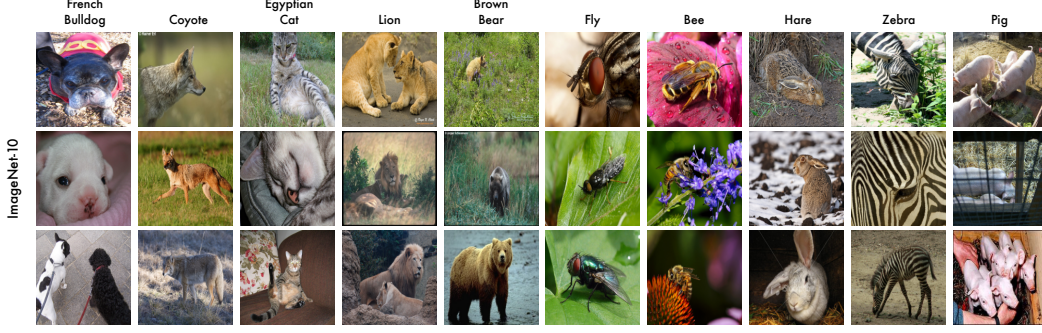 French
Bulldog
Coyote
Egyptian
Cat
Lion
Brown
Bear
Fly
Bee
Hare
Zebra
Pig
ImageNet-10